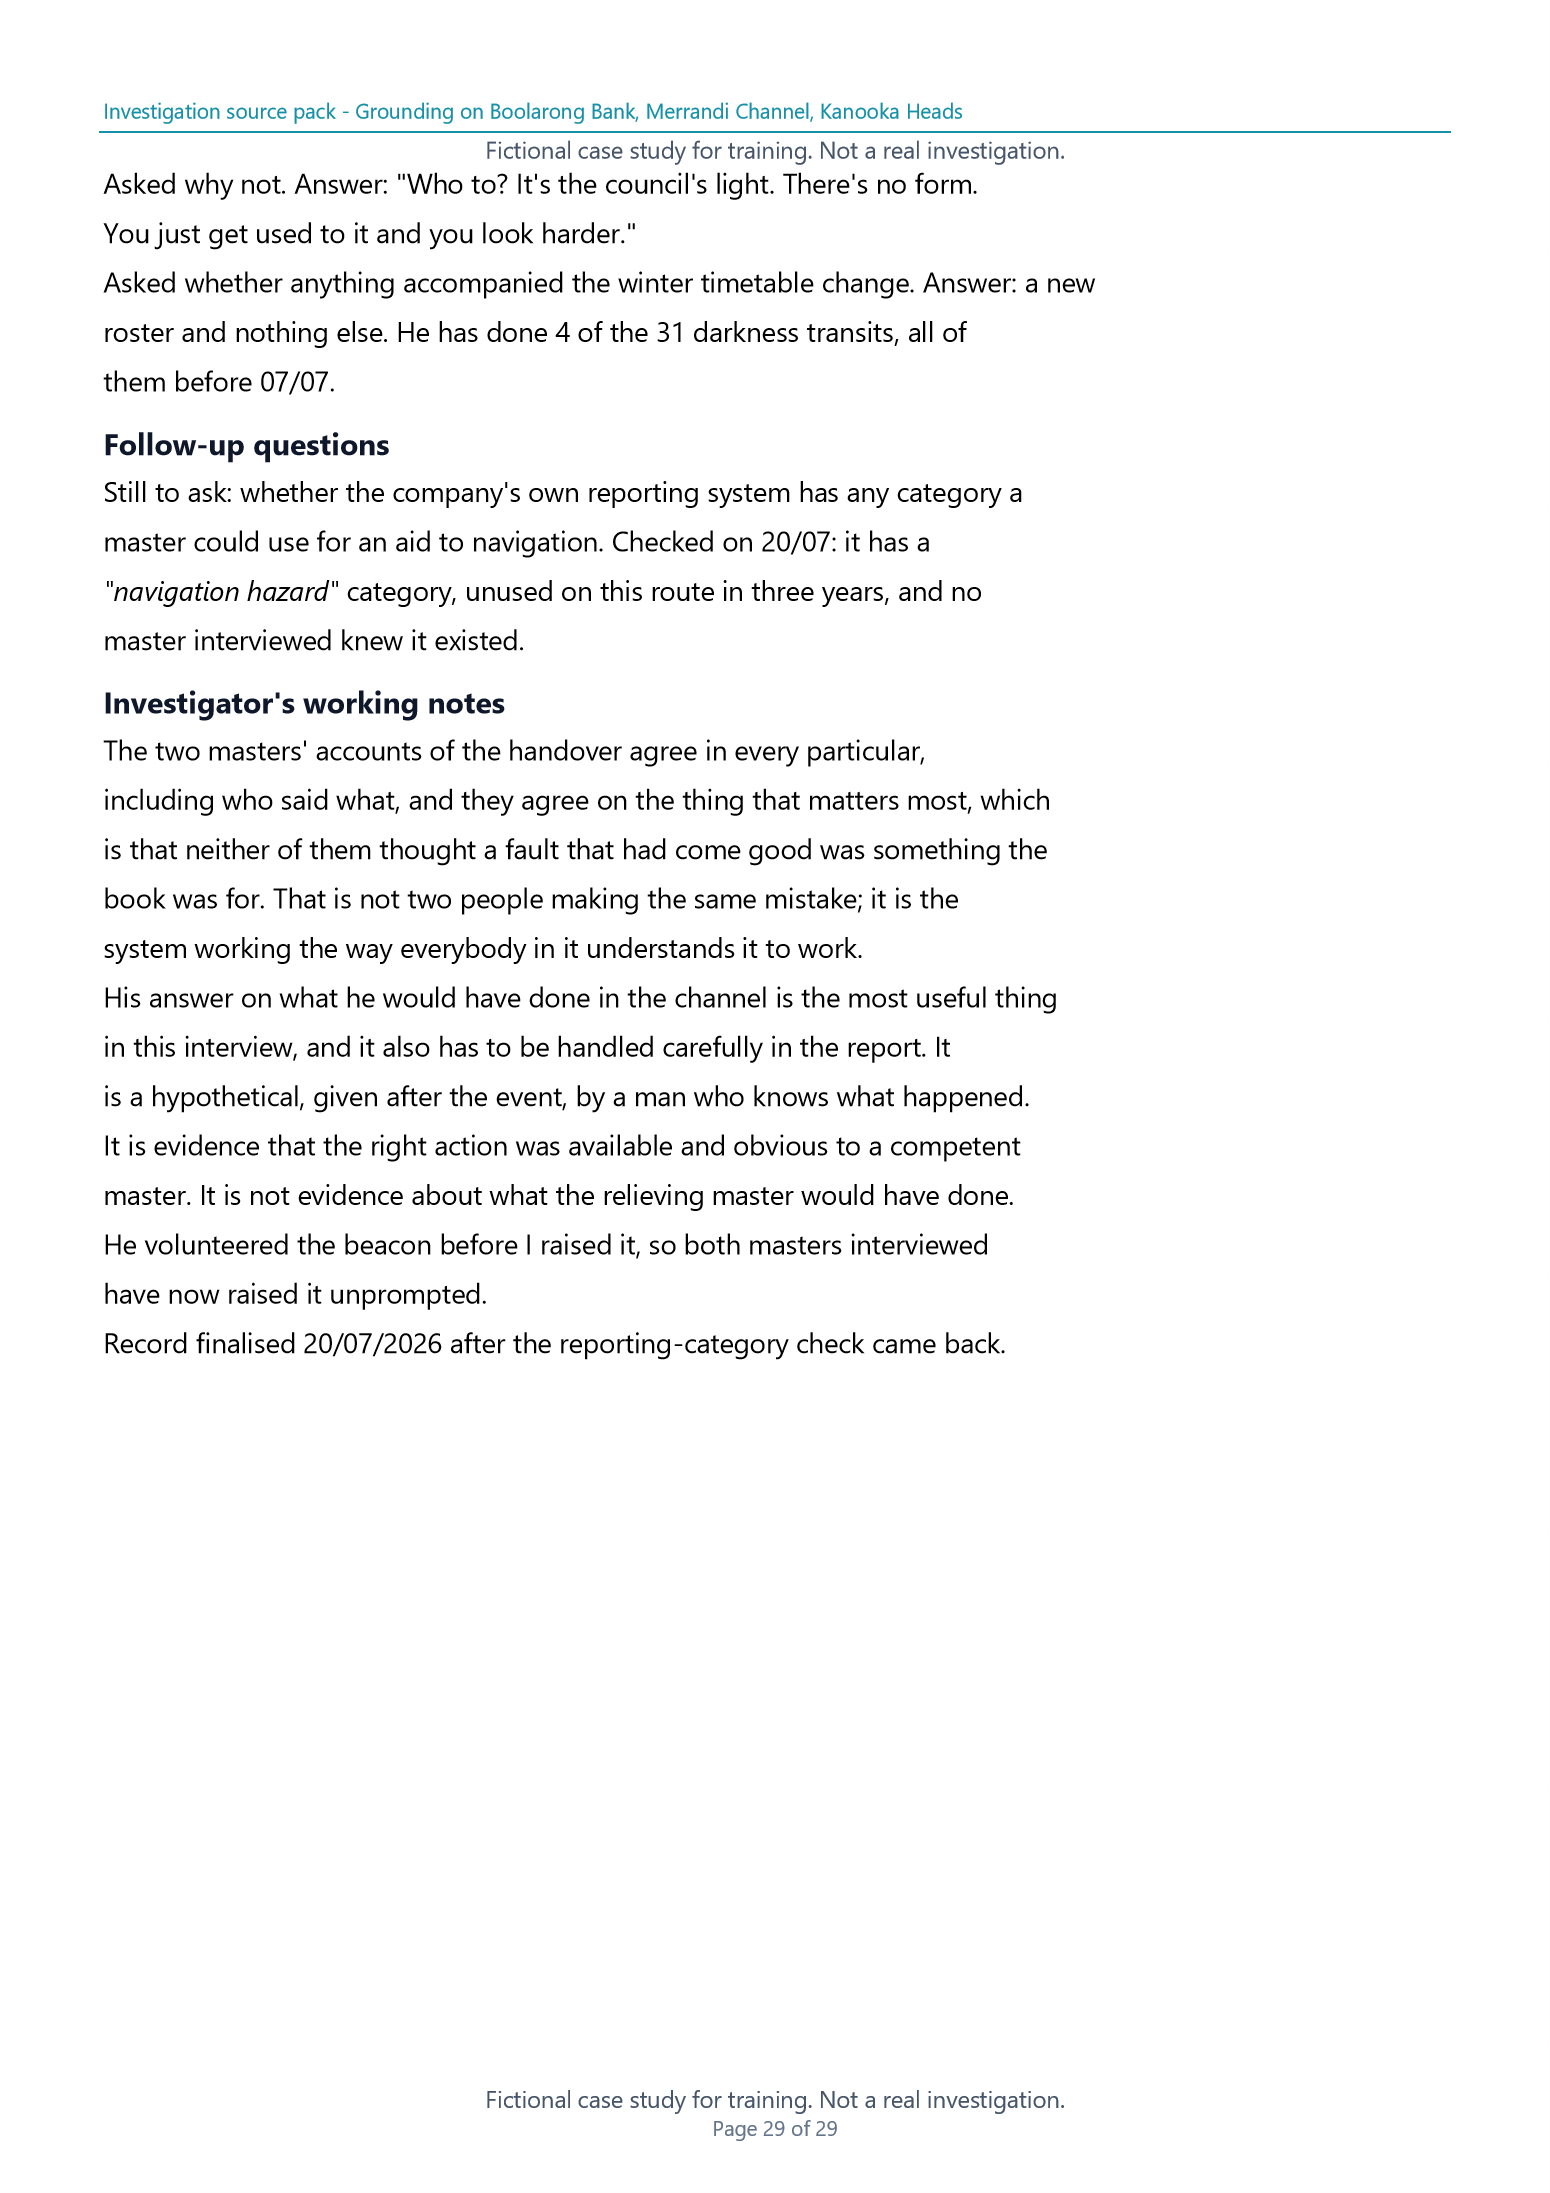 Investigation source pack - Grounding on Boolarong Bank, Merrandi Channel, Kanooka Heads
Fictional case study for training. Not a real investigation.
Asked why not. Answer: "Who to? It's the council's light. There's no form.
You just get used to it and you look harder."
Asked whether anything accompanied the winter timetable change. Answer: a new
roster and nothing else. He has done 4 of the 31 darkness transits, all of
them before 07/07.
Follow-up questions
Still to ask: whether the company's own reporting system has any category a
master could use for an aid to navigation. Checked on 20/07: it has a
"navigation hazard" category, unused on this route in three years, and no
master interviewed knew it existed.
Investigator's working notes
The two masters' accounts of the handover agree in every particular,
including who said what, and they agree on the thing that matters most, which
is that neither of them thought a fault that had come good was something the
book was for. That is not two people making the same mistake; it is the
system working the way everybody in it understands it to work.
His answer on what he would have done in the channel is the most useful thing
in this interview, and it also has to be handled carefully in the report. It
is a hypothetical, given after the event, by a man who knows what happened.
It is evidence that the right action was available and obvious to a competent
master. It is not evidence about what the relieving master would have done.
He volunteered the beacon before I raised it, so both masters interviewed
have now raised it unprompted.
Record finalised 20/07/2026 after the reporting-category check came back.
Fictional case study for training. Not a real investigation.
Page 29 of 29